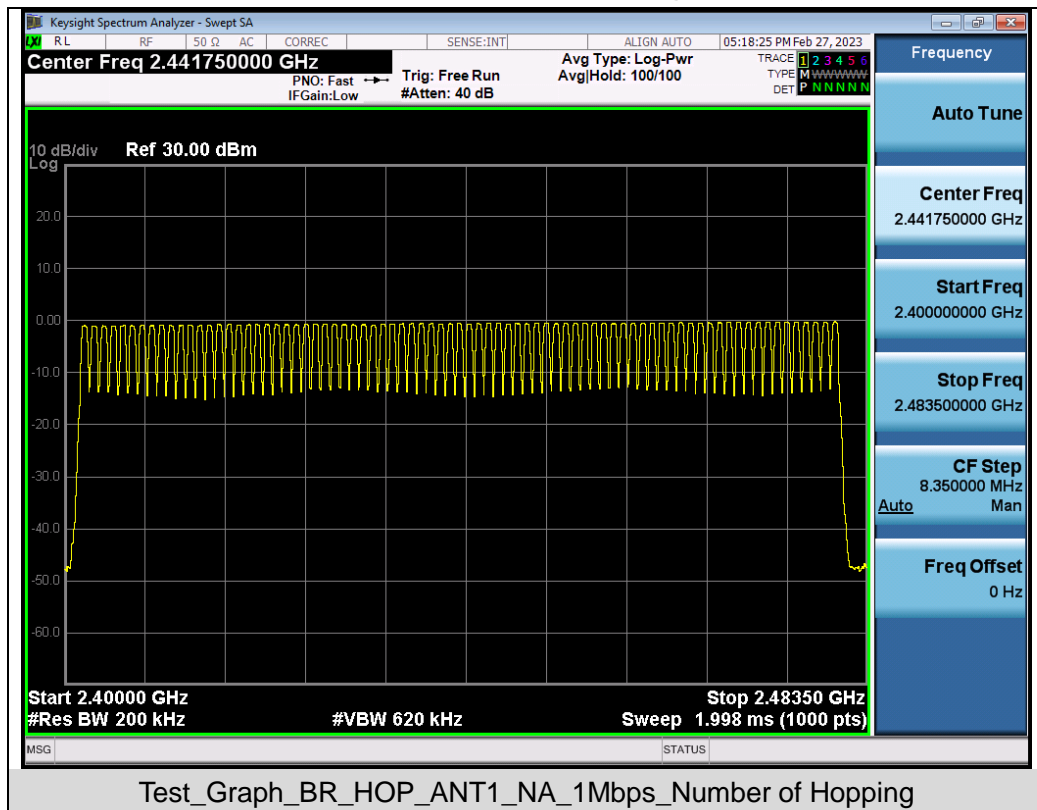 Keysight Spectrum Analyzer - Swept SA
LXI RL RF 50 Ω AC CORREC SENSE:INT ALIGN AUTO 05:18:25 PM Feb 27, 2023
Center Freq 2.441750000 GHz
PNO: Fast
IFGain:Low
Trig: Free Run
#Atten: 40 dB
Avg Type: Log-Pwr
Avg|Hold: 100/100
TRACE 1 2 3 4 5 6
TYPE M WWWWW
DET P N N N N N
10 dB/div Ref 30.00 dBm
Log
20.0
10.0
0.00
-10.0
-20.0
-30.0
-40.0
-50.0
-60.0
Start 2.40000 GHz Stop 2.48350 GHz
#Res BW 200 kHz #VBW 620 kHz Sweep 1.998 ms (1000 pts)
MSG STATUS
Frequency
Auto Tune
Center Freq
2.441750000 GHz
Start Freq
2.400000000 GHz
Stop Freq
2.483500000 GHz
CF Step
8.350000 MHz
Auto Man
Freq Offset
0 Hz
Test_Graph_BR_HOP_ANT1_NA_1Mbps_Number of Hopping